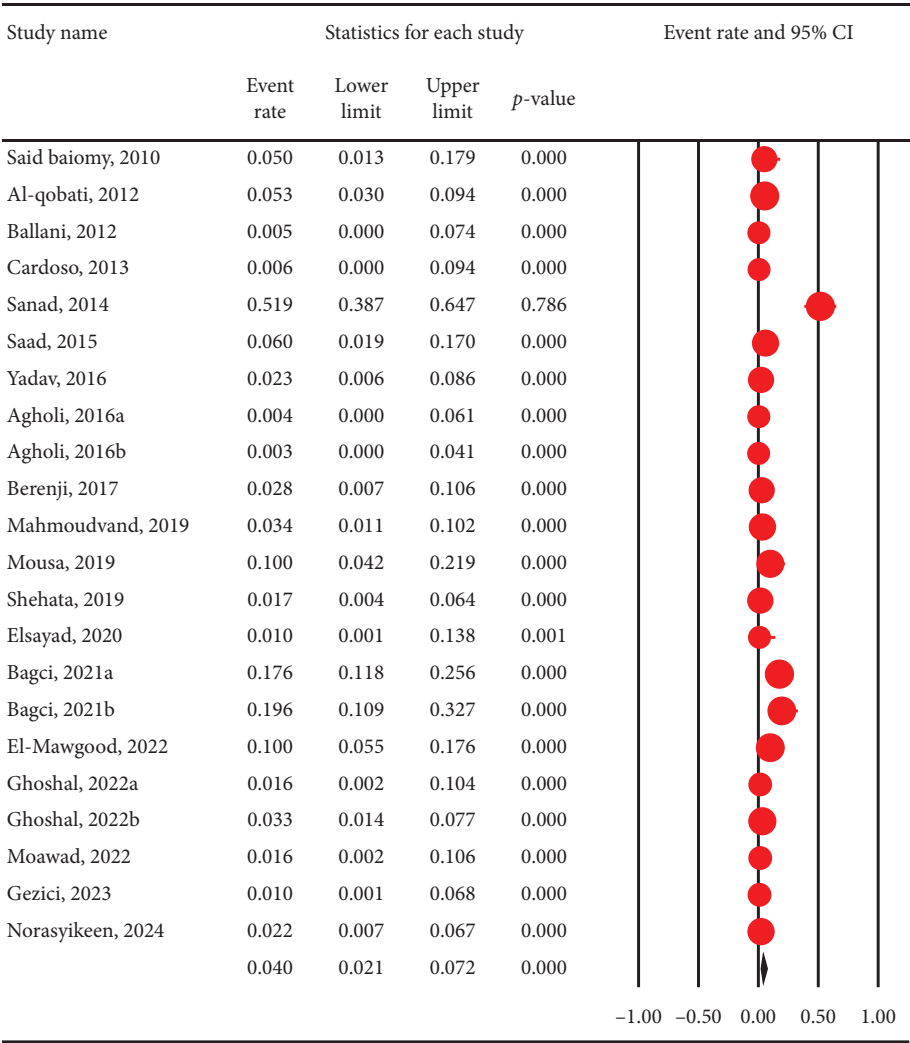 Study name Statistics for each study Event rate and 95% CI
Event rate Lower limit Upper limit p-value
Said baiomy, 2010 0.050 0.013 0.179 0.000
Al-qobati, 2012 0.053 0.030 0.094 0.000
Ballani, 2012 0.005 0.000 0.074 0.000
Cardoso, 2013 0.006 0.000 0.094 0.000
Sanad, 2014 0.519 0.387 0.647 0.786
Saad, 2015 0.060 0.019 0.170 0.000
Yadav, 2016 0.023 0.006 0.086 0.000
Agholi, 2016a 0.004 0.000 0.061 0.000
Agholi, 2016b 0.003 0.000 0.041 0.000
Berenji, 2017 0.028 0.007 0.106 0.000
Mahmoudvand, 2019 0.034 0.011 0.102 0.000
Mousa, 2019 0.100 0.042 0.219 0.000
Shehata, 2019 0.017 0.004 0.064 0.000
Elsayad, 2020 0.010 0.001 0.138 0.001
Bagci, 2021a 0.176 0.118 0.256 0.000
Bagci, 2021b 0.196 0.109 0.327 0.000
El-Mawgood, 2022 0.100 0.055 0.176 0.000
Ghoshal, 2022a 0.016 0.002 0.104 0.000
Ghoshal, 2022b 0.033 0.014 0.077 0.000
Moawad, 2022 0.016 0.002 0.106 0.000
Gezici, 2023 0.010 0.001 0.068 0.000
Norasyikeen, 2024 0.022 0.007 0.067 0.000
0.040 0.021 0.072 0.000
–1.00 –0.50 0.00 0.50 1.00